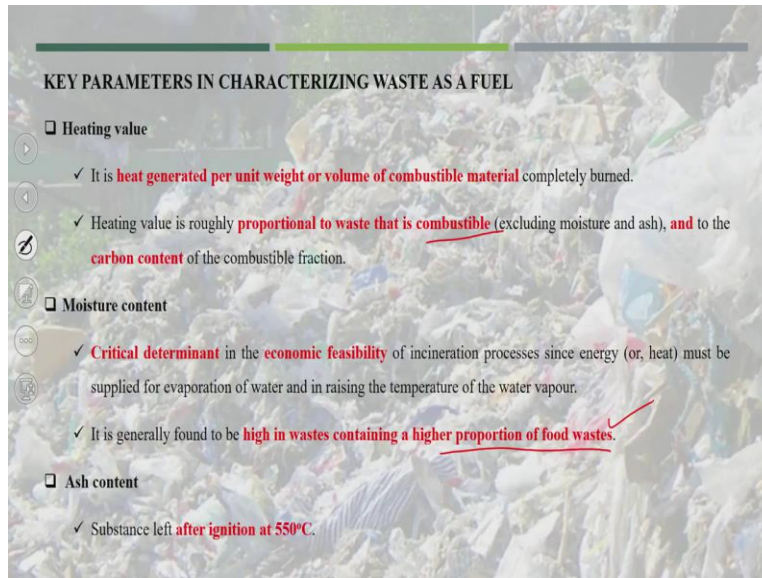 KEY PARAMETERS IN CHARACTERIZING WASTE AS A FUEL
❑ Heating value
✓ It is heat generated per unit weight or volume of combustible material completely burned.
✓ Heating value is roughly proportional to waste that is combustible (excluding moisture and ash), and to the
carbon content of the combustible fraction.
❑ Moisture content
✓ Critical determinant in the economic feasibility of incineration processes since energy (or, heat) must be
supplied for evaporation of water and in raising the temperature of the water vapour.
✓ It is generally found to be high in wastes containing a higher proportion of food wastes.
❑ Ash content
✓ Substance left after ignition at 550°C.